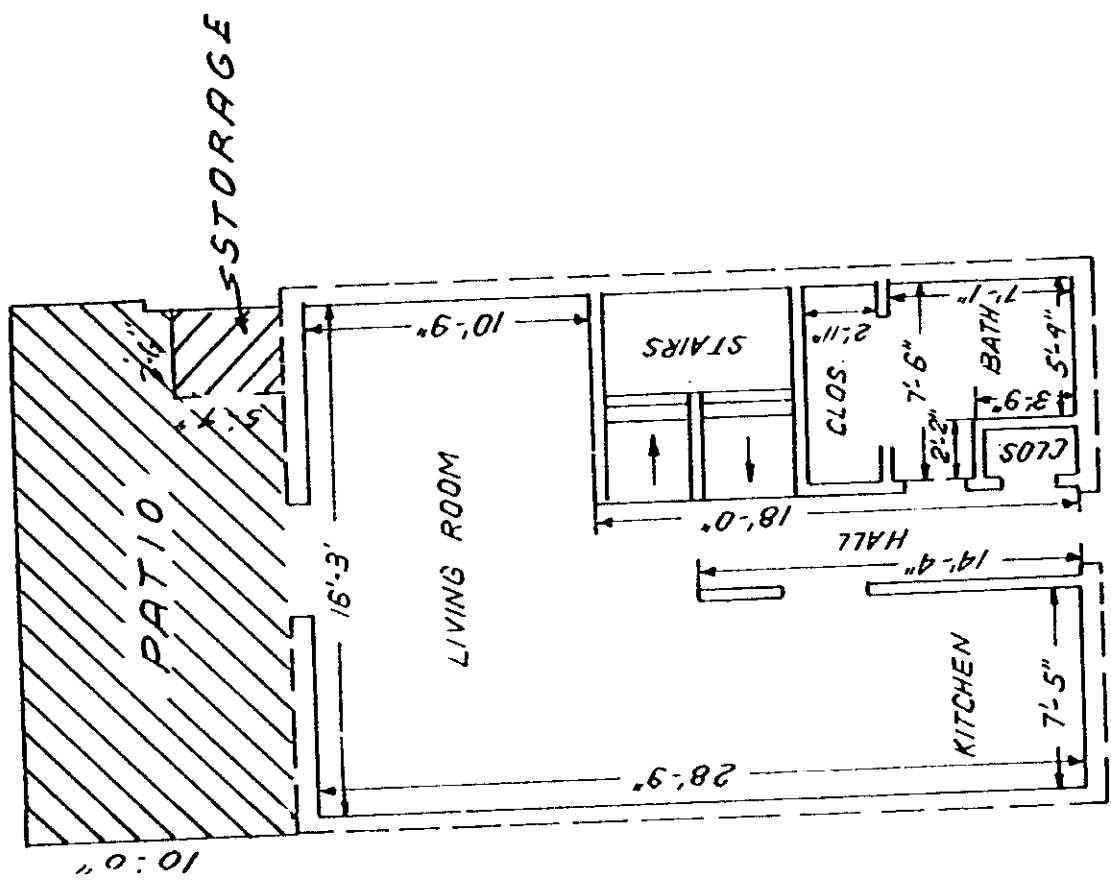 STORAGE
PATIO
10'-0"
16'-3'
10'-9"
LIVING ROOM
STAIRS
2'-11"
CLOS.
7'-6"
7'-1"
BATH
5'-4"
3'-9"
2'-2"
CLOS.
18'-0"
HALL
14'-4"
KITCHEN
7'-5"
28'-9"